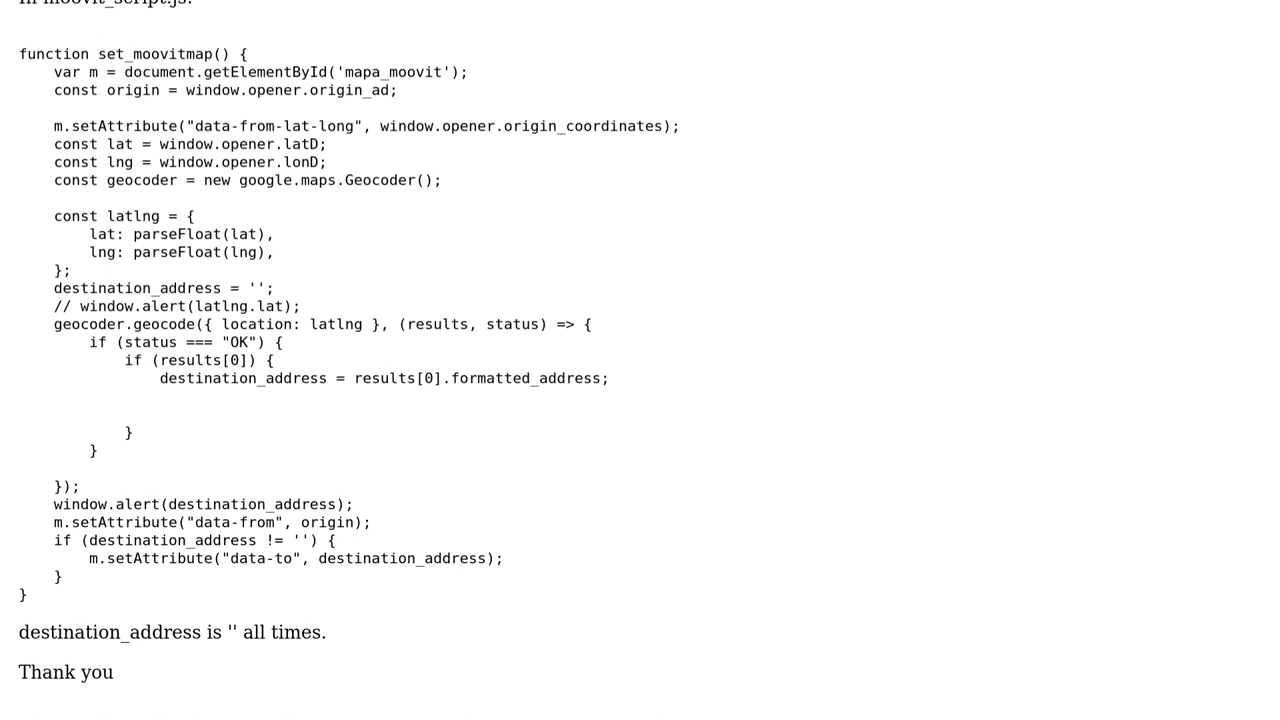 In moovit_script.js:
function set_moovitmap() {
    var m = document.getElementById('mapa_moovit');
    const origin = window.opener.origin_ad;
    m.setAttribute("data-from-lat-long", window.opener.origin_coordinates);
    const lat = window.opener.latD;
    const lng = window.opener.lonD;
    const geocoder = new google.maps.Geocoder();
    const latlng = {
        lat: parseFloat(lat),
        lng: parseFloat(lng),
    };
    destination_address = '';
    // window.alert(latlng.lat);
    geocoder.geocode({ location: latlng }, (results, status) => {
        if (status === "OK") {
            if (results[0]) {
                destination_address = results[0].formatted_address;
            }
        }
    });
    window.alert(destination_address);
    m.setAttribute("data-from", origin);
    if (destination_address != '') {
        m.setAttribute("data-to", destination_address);
    }
}
destination_address is '' all times.
Thank you